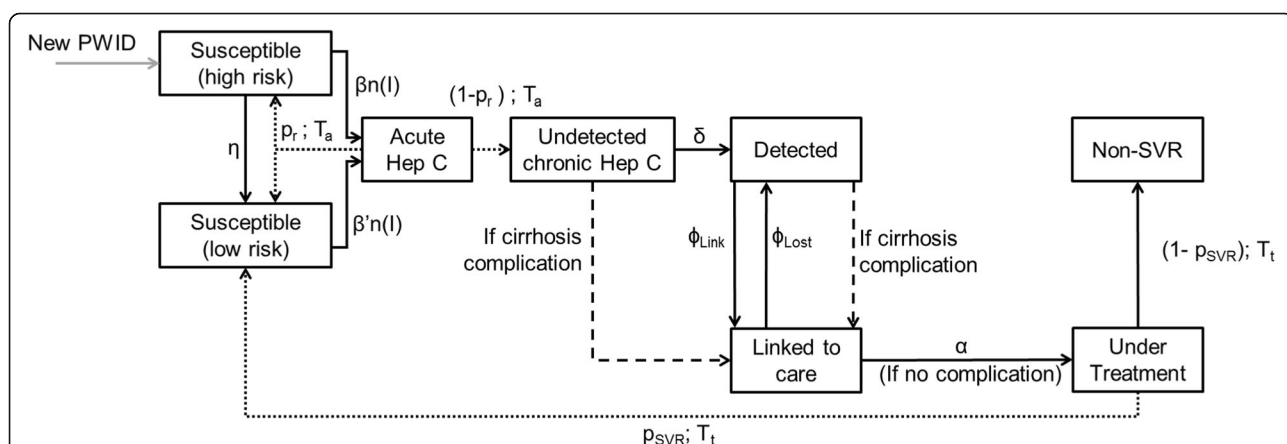 New PWID
Susceptible
(high risk)
βn(I)
(1-pr) ; Ta
pr ; Ta
η
Acute
Hep C
Undetected
chronic Hep C
δ
Detected
Non-SVR
Susceptible
(low risk)
β’n(I)
If cirrhosis
complication
ϕLink
ϕLost
If cirrhosis
complication
(1- pSVR); Tt
Linked to
care
α
(If no complication)
Under
Treatment
pSVR; Tt